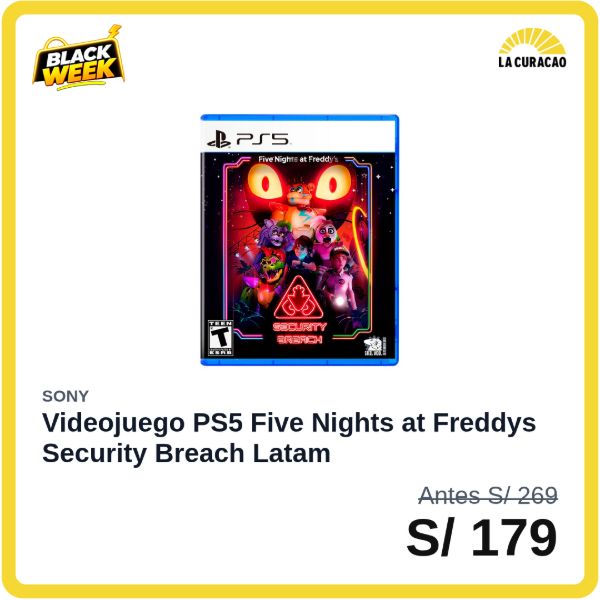 BLACK
WEEK
LA CURACAO
PS5
Five Nights at Freddy's
TEEN
T
ESRB
SECURITY
BREACH
SONY
Videojuego PS5 Five Nights at Freddys
Security Breach Latam
Antes S/ 269
S/ 179